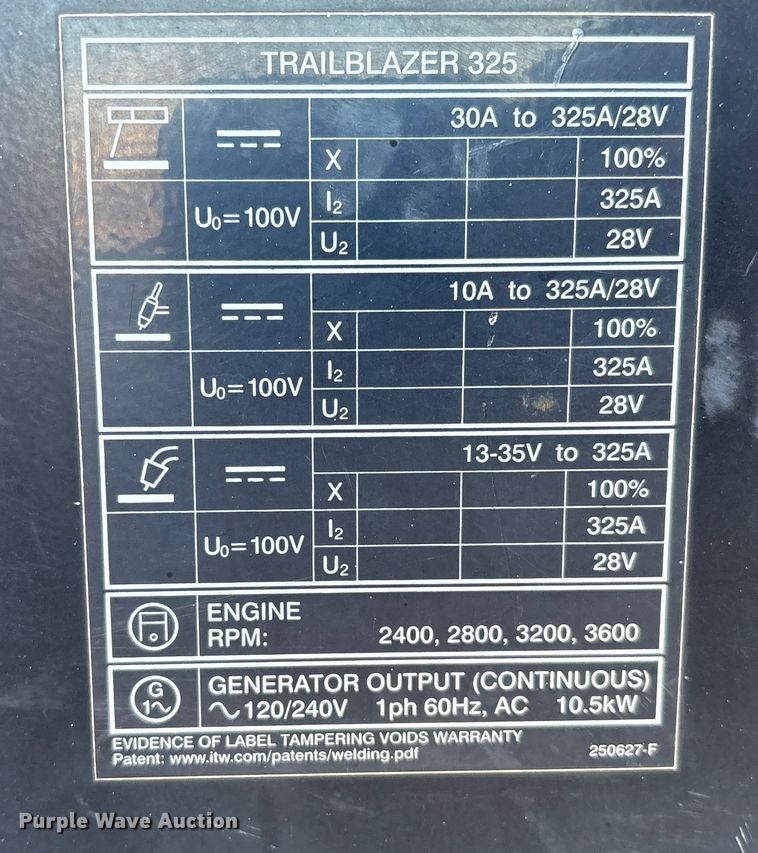 TRAILBLAZER 325
30A to 325A/28V
X 100%
U₀=100V
I₂ 325A
U₂ 28V
10A to 325A/28V
X 100%
U₀=100V
I₂ 325A
U₂ 28V
13-35V to 325A
X 100%
U₀=100V
I₂ 325A
U₂ 28V
ENGINE
RPM: 2400, 2800, 3200, 3600
G
1~
GENERATOR OUTPUT (CONTINUOUS)
~120/240V 1ph 60Hz, AC 10.5kW
EVIDENCE OF LABEL TAMPERING VOIDS WARRANTY
Patent: www.itw.com/patents/welding.pdf 250627-F
Purple Wave Auction